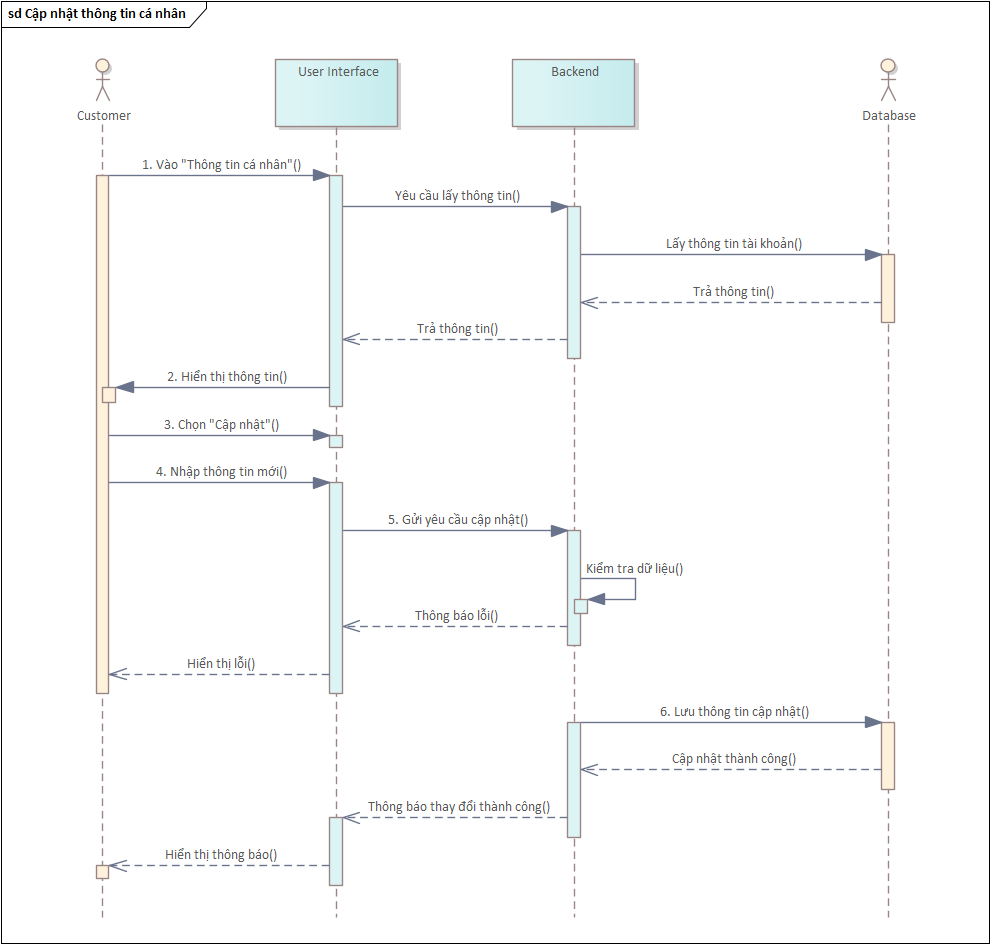 sd Cập nhật thông tin cá nhân
User Interface
Backend
Customer
Database
1. Vào "Thông tin cá nhân"()
Yêu cầu lấy thông tin()
Lấy thông tin tài khoản()
Trả thông tin()
Trả thông tin()
2. Hiển thị thông tin()
3. Chọn "Cập nhật"()
4. Nhập thông tin mới()
5. Gửi yêu cầu cập nhật()
Kiểm tra dữ liệu()
Thông báo lỗi()
Hiển thị lỗi()
6. Lưu thông tin cập nhật()
Cập nhật thành công()
Thông báo thay đổi thành công()
Hiển thị thông báo()